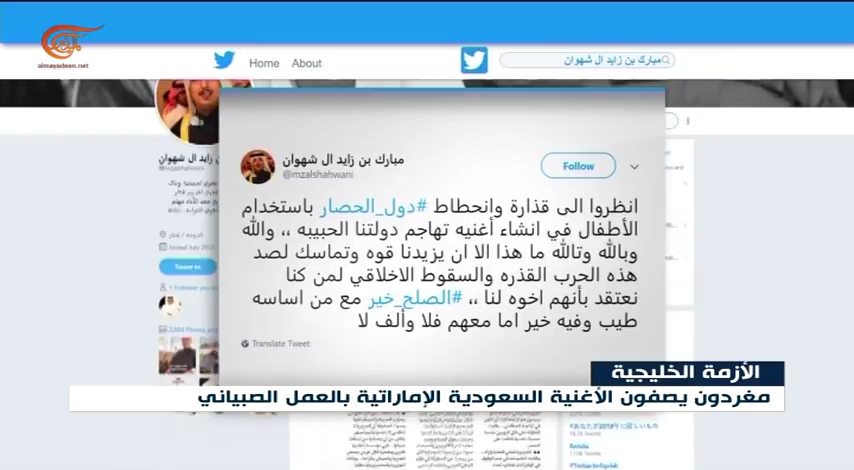 almayadeen.net
Home About
مبارك بن زايد ال شهوان
مبارك بن زايد ال شهوان
@mzalshahwani
Follow
انظروا الى قذارة وانحطاط #دول_الحصار باستخدام
الأطفال في انشاء أغنيه تهاجم دولتنا الحبيبه ،، والله
وبالله وتالله ما هذا الا ان يزيدنا قوه وتماسك لصد
هذه الحرب القذره والسقوط الاخلاقي لمن كنا
نعتقد بأنهم اخوه لنا ،، #الصلح_خير مع من اساسه
طيب وفيه خير اما معهم فلا وألف لا
Translate Tweet
الأزمة الخليجية
مغردون يصفون الأغنية السعودية الإماراتية بالعمل الصبياني